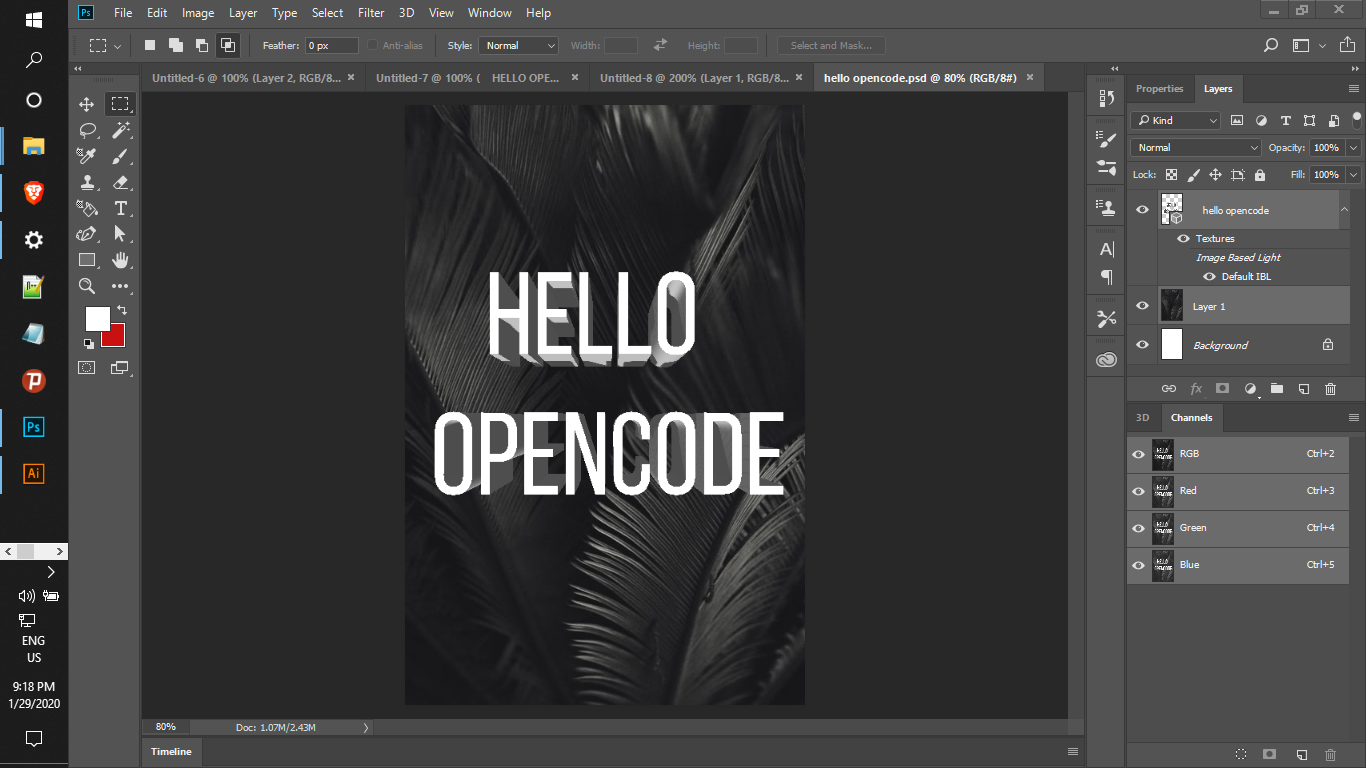 Ps File Edit Image Layer Type Select Filter 3D View Window Help
Feather: 0 px Anti-alias Style: Normal Width: Height: Select and Mask...
Untitled-6 @ 100% (Layer 2, RGB/8... × Untitled-7 @ 100% ( HELLO OPE... × Untitled-8 @ 200% (Layer 1, RGB/8... × hello opencode.psd @ 80% (RGB/8#) ×
HELLO
OPENCODE
80% Doc: 1.07M/2.43M
Timeline
Properties Layers
Kind
Normal Opacity: 100%
Lock: Fill: 100%
hello opencode
Textures
Image Based Light
Default IBL
Layer 1
Background
fx
3D Channels
RGB Ctrl+2
Red Ctrl+3
Green Ctrl+4
Blue Ctrl+5
Ps
Ai
ENG
US
9:18 PM
1/29/2020